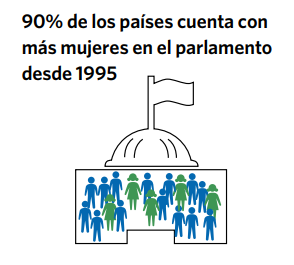 90% de los países cuenta con
más mujeres en el parlamento
desde 1995